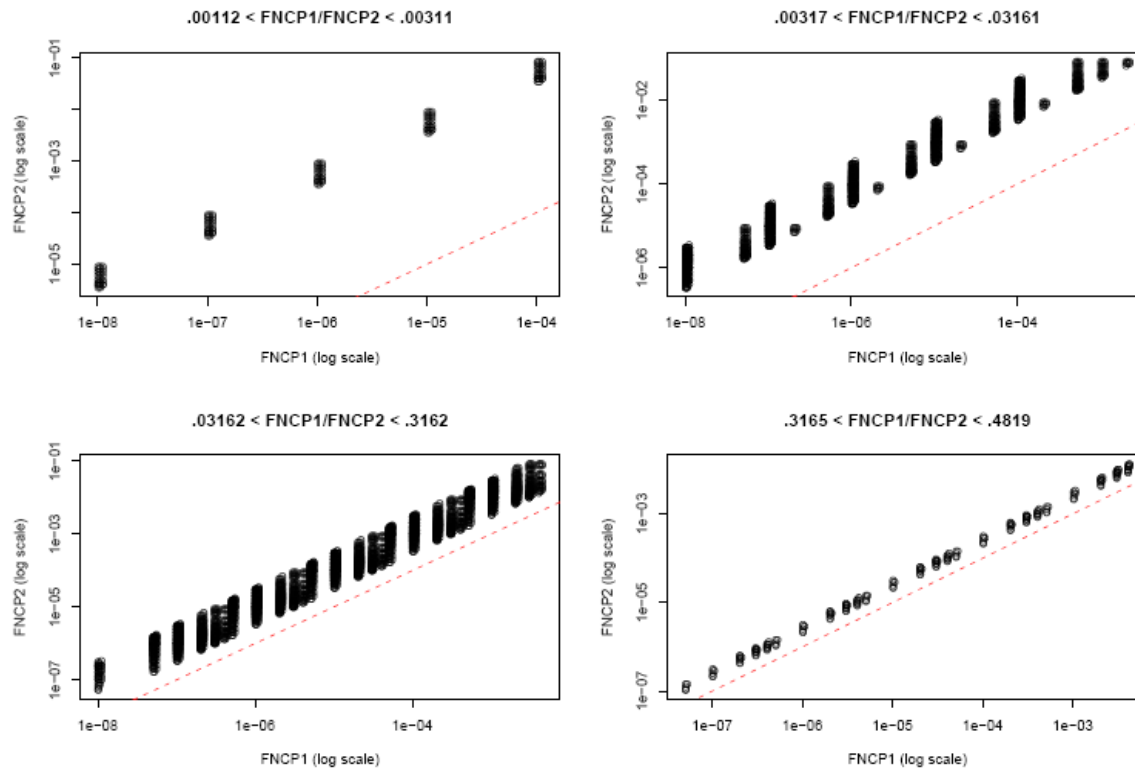 .00112 < FNCP1/FNCP2 < .00311
FNCP2 (log scale)
1e-01
1e-03
1e-05
1e-08 1e-07 1e-06 1e-05 1e-04
FNCP1 (log scale)
.00317 < FNCP1/FNCP2 < .03161
FNCP2 (log scale)
1e-02
1e-04
1e-06
1e-08 1e-06 1e-04
FNCP1 (log scale)
.03162 < FNCP1/FNCP2 < .3162
FNCP2 (log scale)
1e-01
1e-03
1e-05
1e-07
1e-08 1e-06 1e-04
FNCP1 (log scale)
.3165 < FNCP1/FNCP2 < .4819
FNCP2 (log scale)
1e-03
1e-05
1e-07
1e-07 1e-06 1e-05 1e-04 1e-03
FNCP1 (log scale)